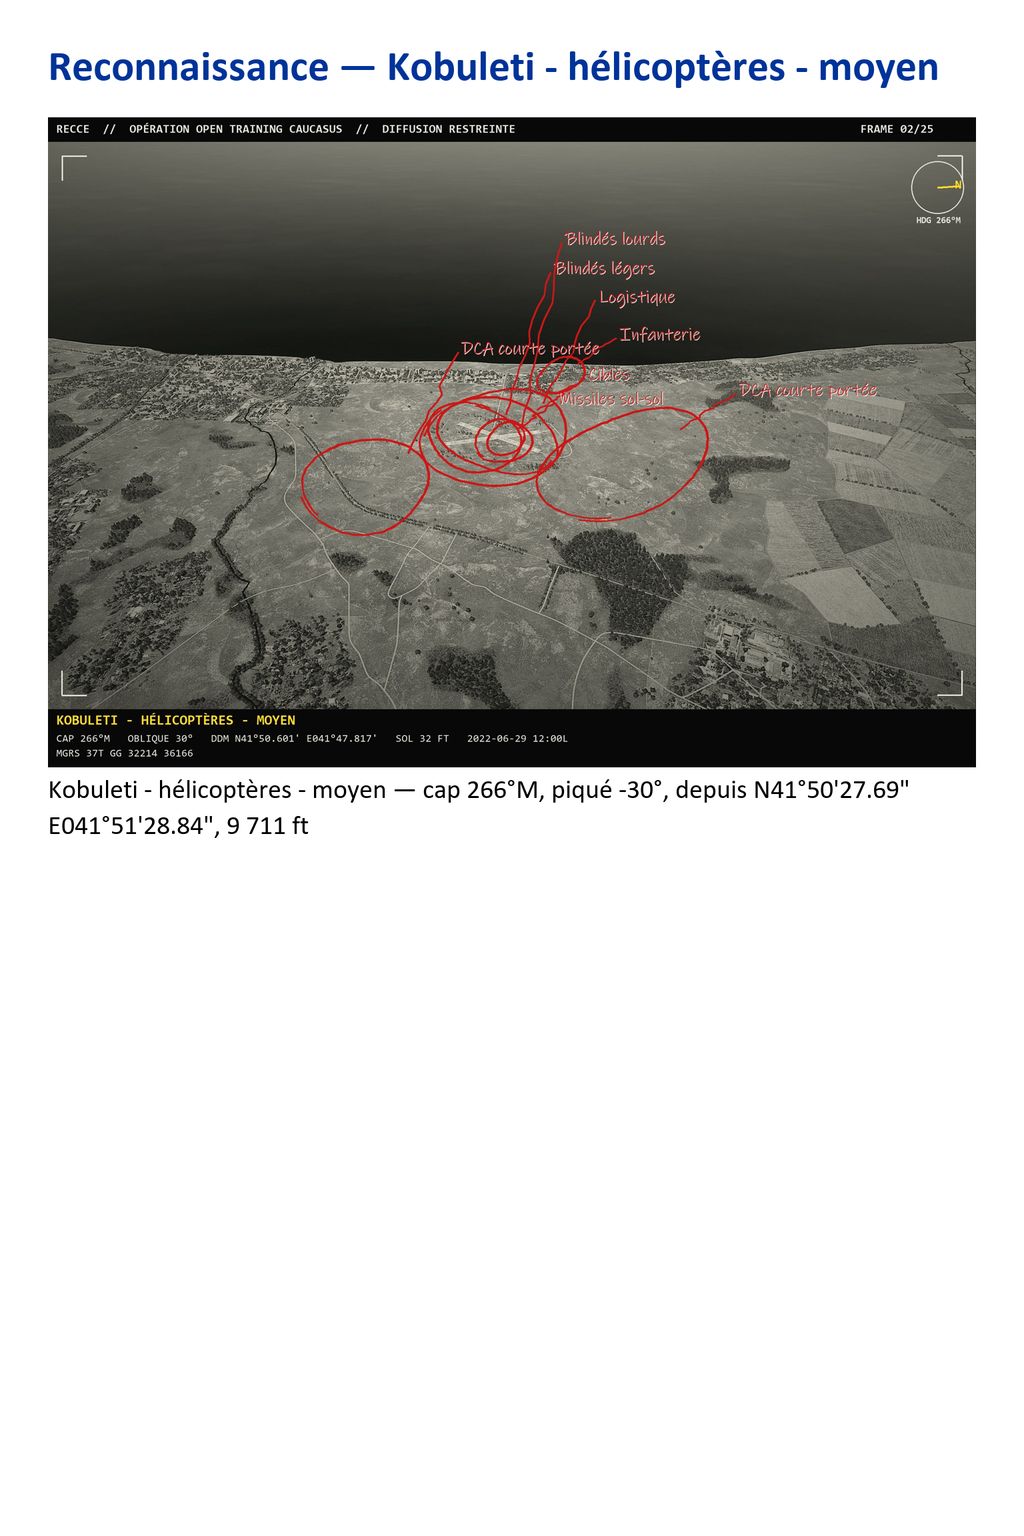 Reconnaissance — Kobuleti - hélicoptères - moyen
RECCE // OPÉRATION OPEN TRAINING CAUCASUS // DIFFUSION RESTREINTE FRAME 02/25
N
HDG 266°M
Blindés lourds
Blindés légers
Logistique
Infanterie
DCA courte portée
Cibles
DCA courte portée
Missiles sol-sol
KOBULETI - HÉLICOPTÈRES - MOYEN
CAP 266°M OBLIQUE 30° DDM N41°50.601' E041°47.817' SOL 32 FT 2022-06-29 12:00L
MGRS 37T GG 32214 36166
Kobuleti - hélicoptères - moyen — cap 266°M, piqué -30°, depuis N41°50'27.69"
E041°51'28.84", 9 711 ft